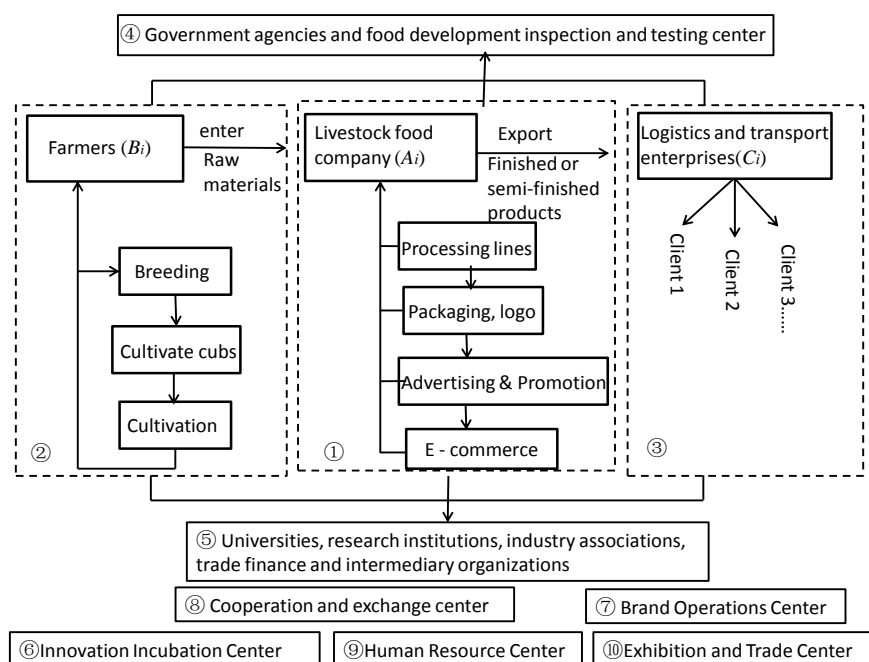 ④ Government agencies and food development inspection and testing center
Farmers (Bi)
enter
Raw
materials
Breeding
Cultivate cubs
Cultivation
②
Livestock food
company (Ai)
Export
Finished or
semi-finished
products
Processing lines
Packaging, logo
Advertising & Promotion
E - commerce
①
Logistics and transport
enterprises(Ci)
Client 1
Client 2
Client 3......
③
⑤ Universities, research institutions, industry associations,
trade finance and intermediary organizations
⑧ Cooperation and exchange center
⑦ Brand Operations Center
⑥Innovation Incubation Center
⑨Human Resource Center
⑩Exhibition and Trade Center